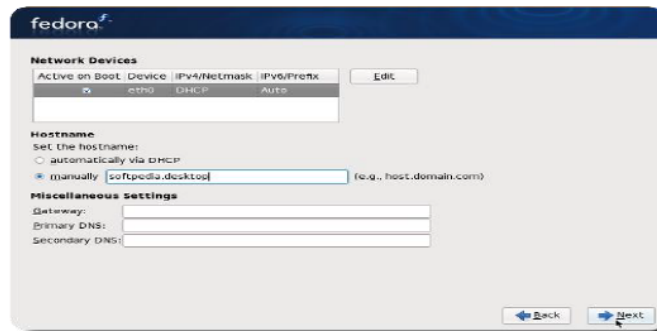 fedora
Network Devices
Active on Boot Device IPv4/Netmask IPv6/Prefix
eth0 DHCP Auto
Edit
Hostname
Set the hostname:
automatically via DHCP
manually softpedia.desktop (e.g., host.domain.com)
Miscellaneous Settings
Gateway:
Primary DNS:
Secondary DNS:
Back Next